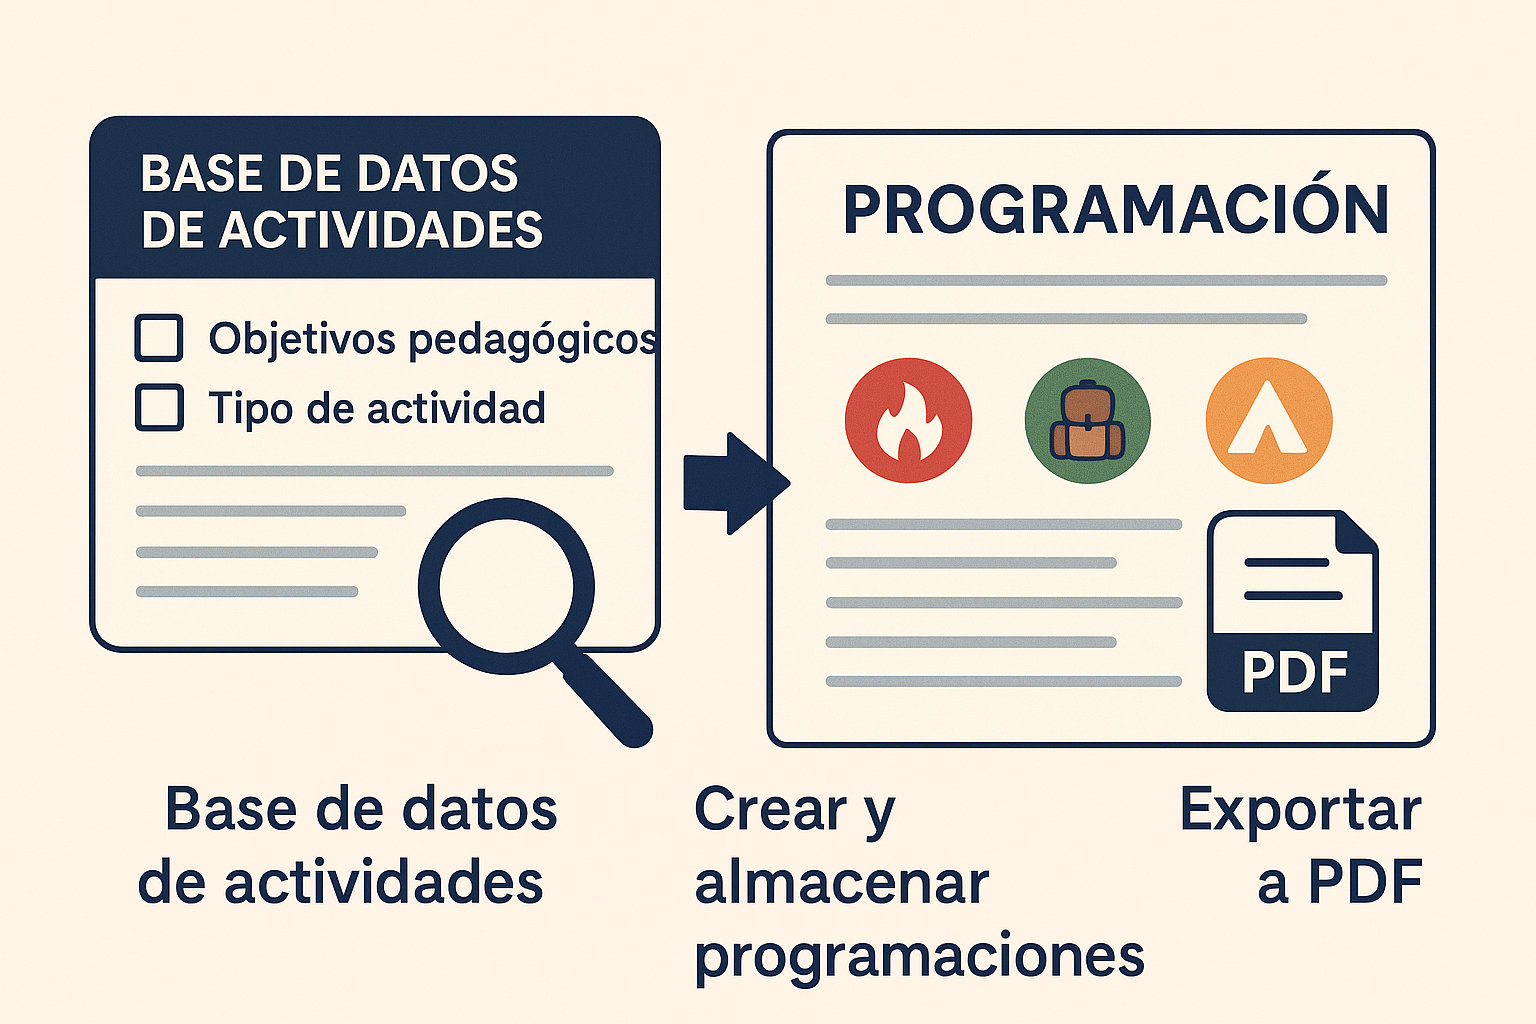 BASE DE DATOS
DE ACTIVIDADES
Objetivos pedagógicos
Tipo de actividad
PROGRAMACIÓN
PDF
Base de datos
de actividades
Crear y
almacenar
programaciones
Exportar
a PDF